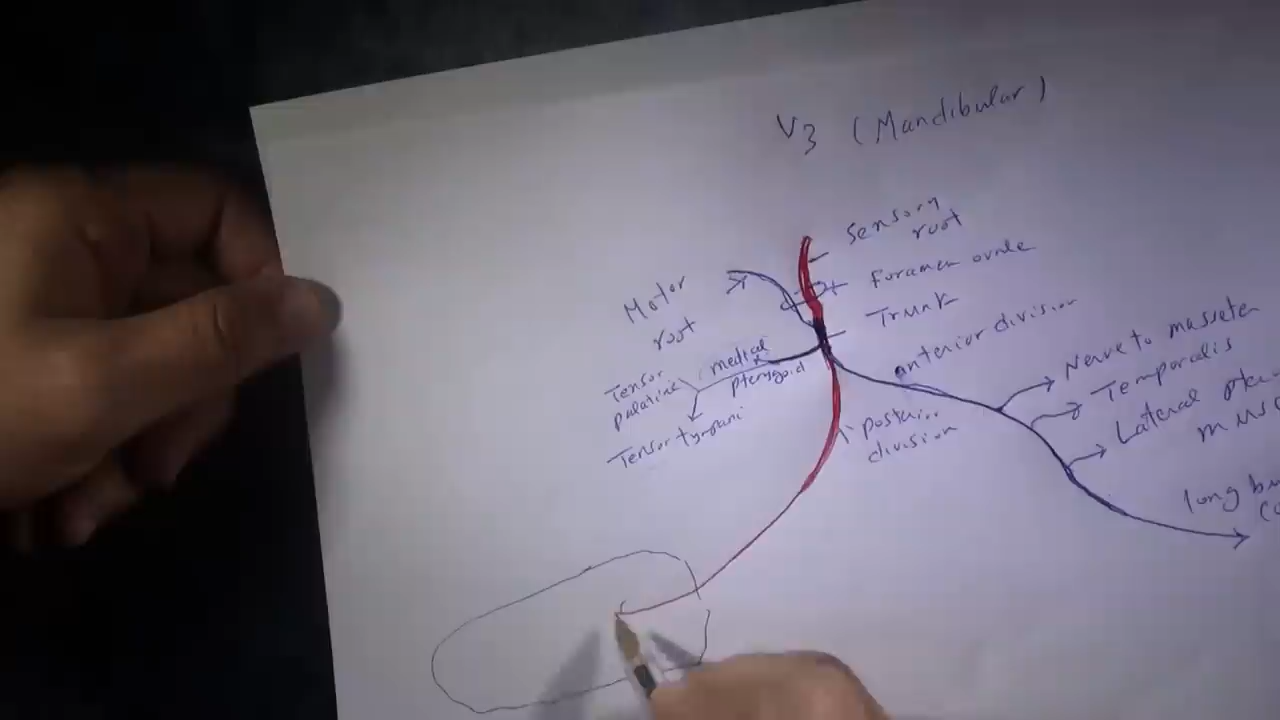 V3 (Mandibular)
Sensory
root
Foramen ovale
Trunk
Motor
root
anterior division
medial
pterygoid
Tensor
palatini
Tensor tympani
posterior
division
Nerve to masseter
Temporalis
Lateral
long